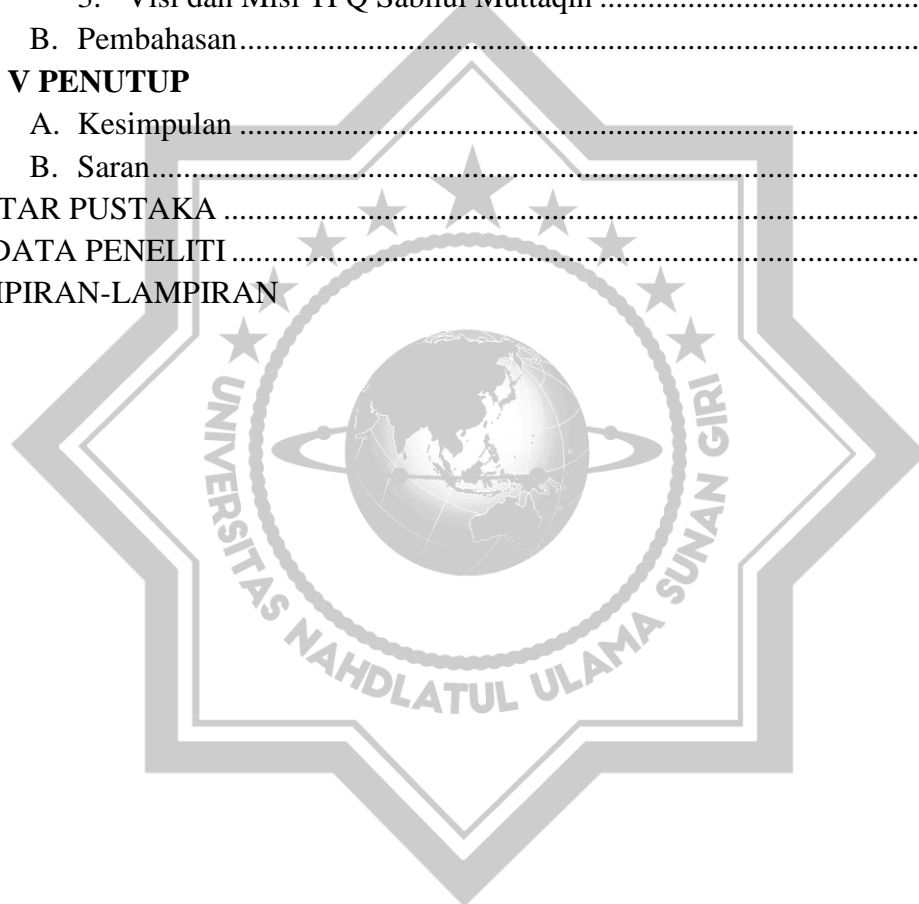 3. Visi dan Misi TPQ Sabilul Muttaqin ........................................
B. Pembahasan ....................................................................................
V PENUTUP
A. Kesimpulan ....................................................................................
B. Saran ................................................................................................
TAR PUSTAKA ....................................................................................
DATA PENELITI ....................................................................................
PIRAN-LAMPIRAN
UNIVERSITAS NAHDLATUL ULAMA SUNAN GIRI